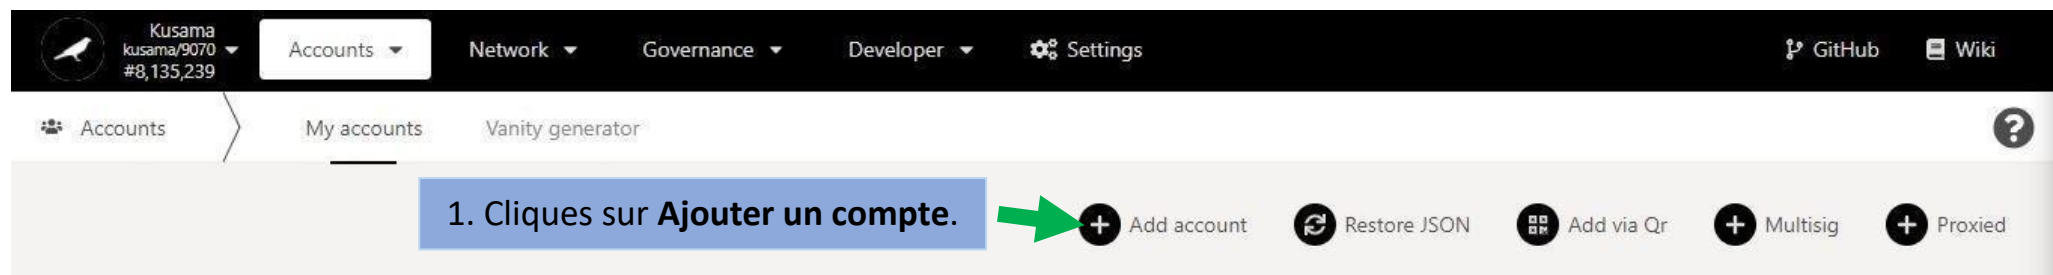 Kusama
kusama/9070
#8,135,239
Accounts
Network
Governance
Developer
Settings
GitHub
Wiki
Accounts
My accounts
Vanity generator
1. Cliques sur Ajouter un compte.
Add account
Restore JSON
Add via Qr
Multisig
Proxied